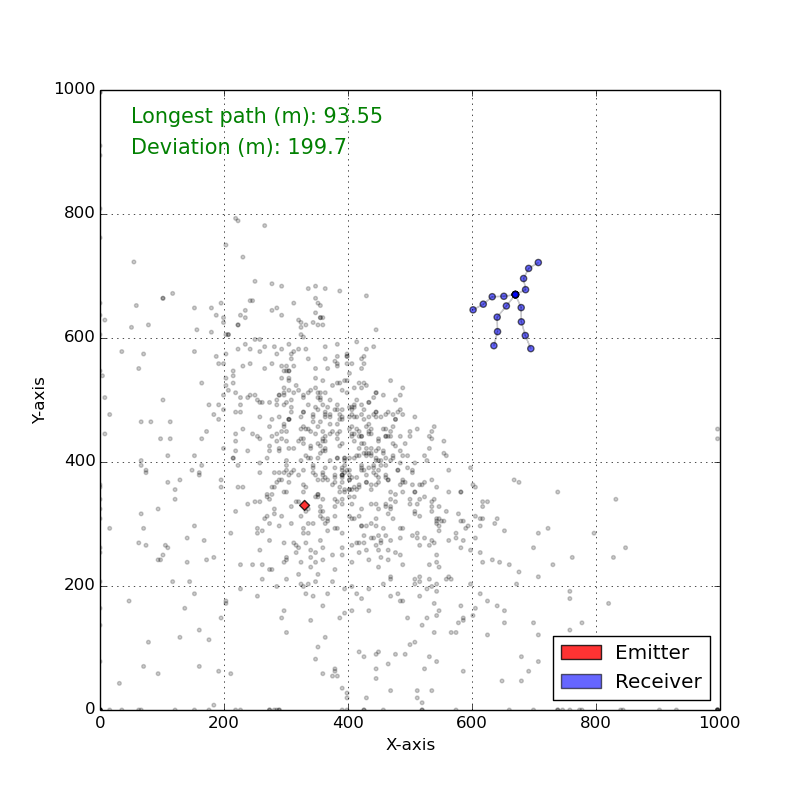 Longest path (m): 93.55
Deviation (m): 199.7
1000
800
600
400
200
0
Y-axis
0 200 400 600 800 1000
X-axis
Emitter
Receiver